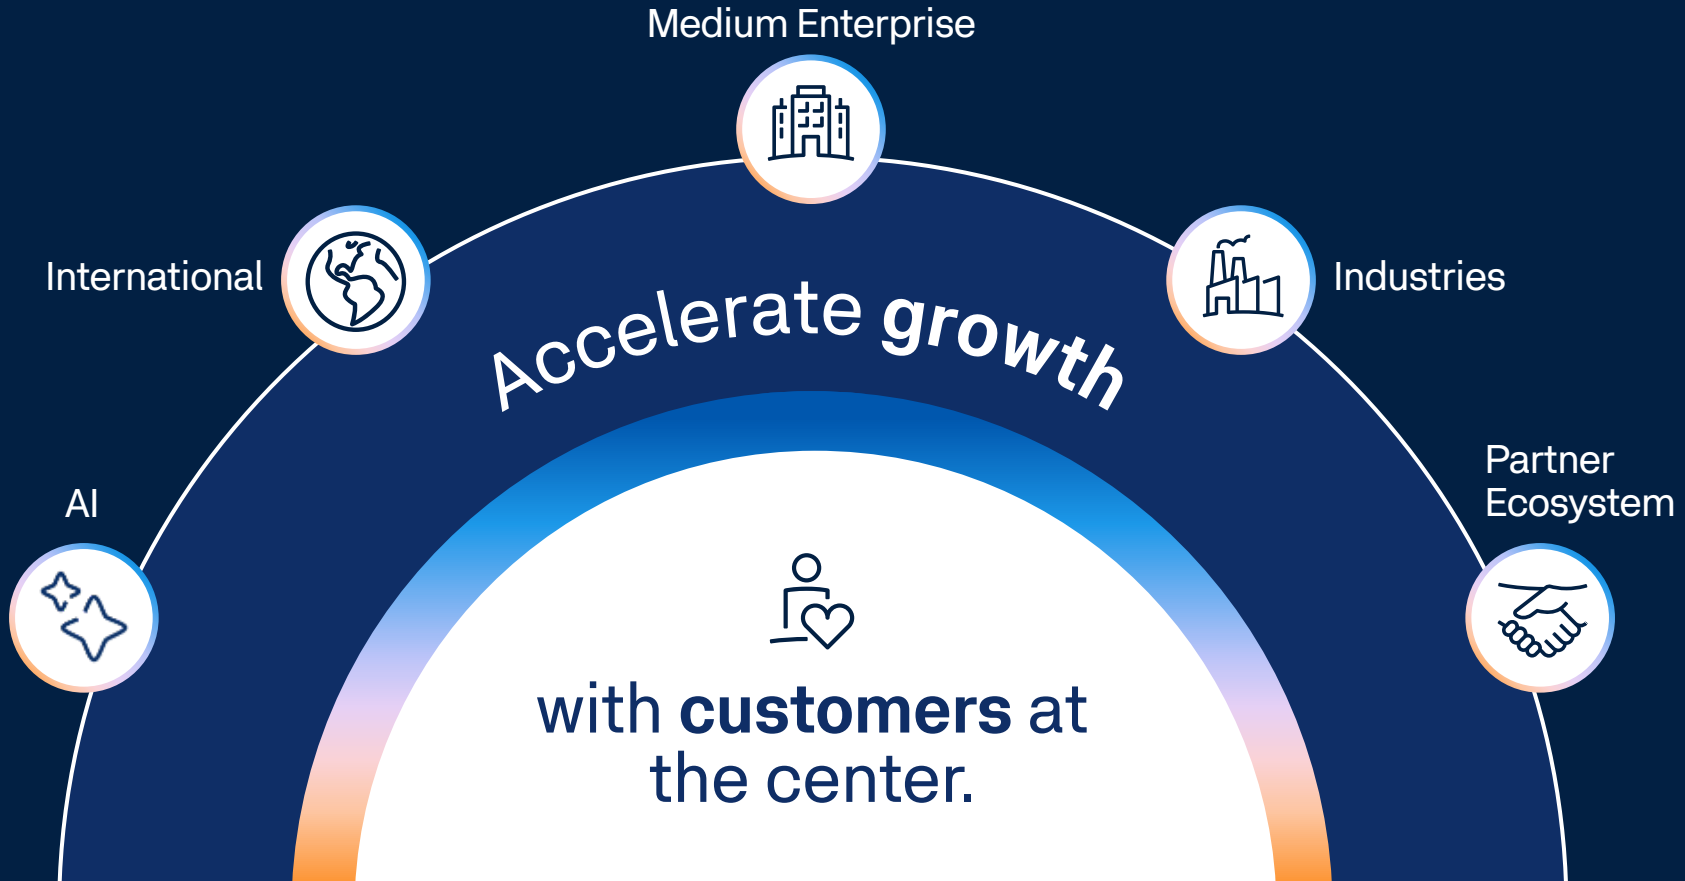 Medium Enterprise
International
Industries
Accelerate growth
AI
Partner
Ecosystem
with customers at
the center.